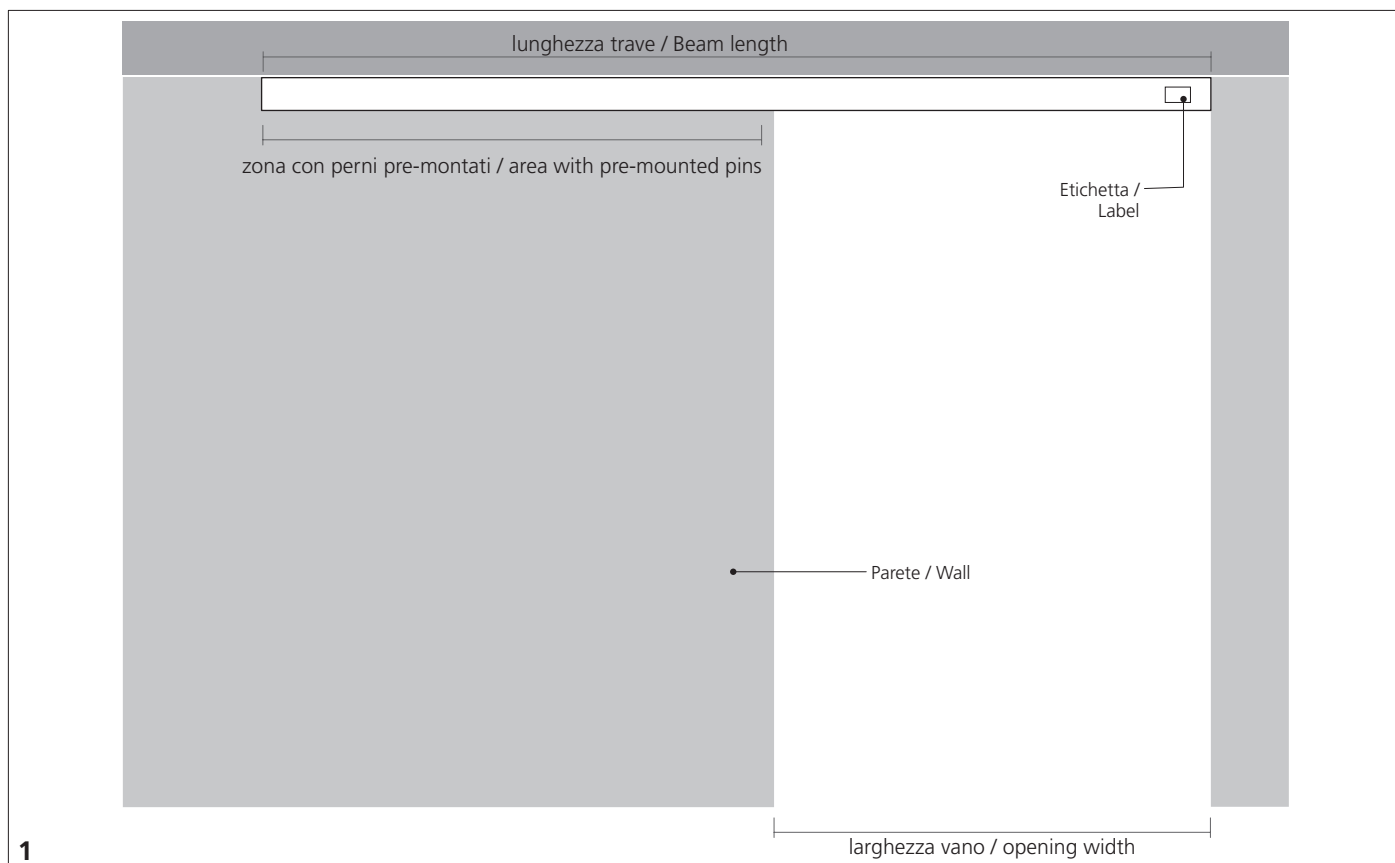 lunghezza trave / Beam length
zona con perni pre-montati / area with pre-mounted pins
Etichetta /
Label
Parete / Wall
larghezza vano / opening width
1